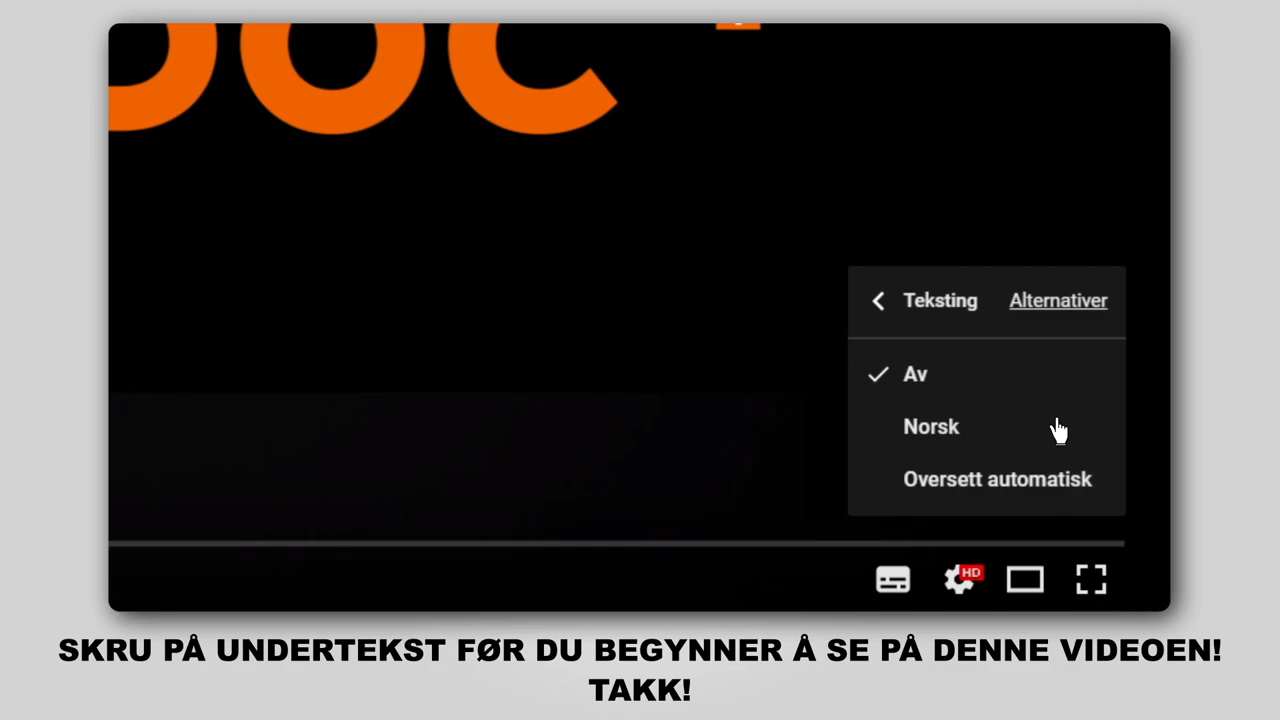 Teksting Alternativer
Av
Norsk
Oversett automatisk
HD
SKRU PÅ UNDERTEKST FØR DU BEGYNNER Å SE PÅ DENNE VIDEOEN!
TAKK!